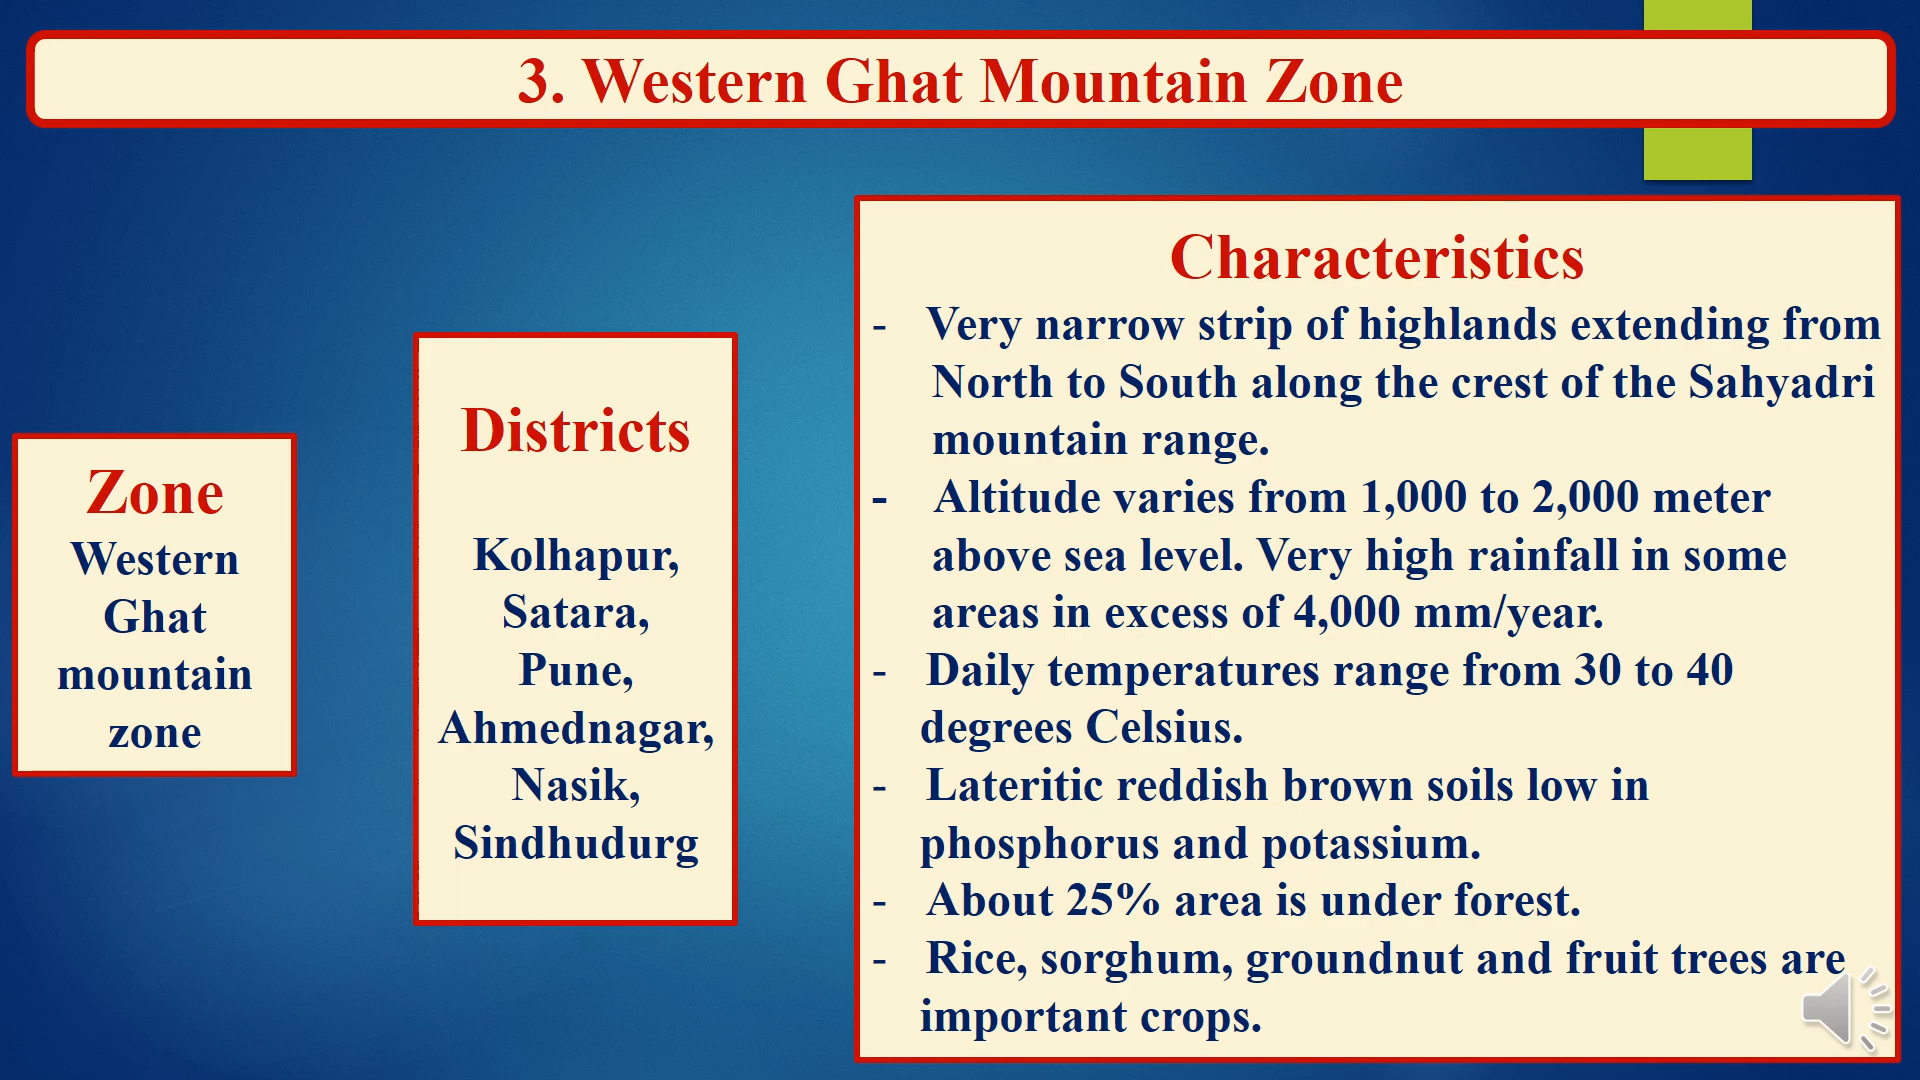 3. Western Ghat Mountain Zone
Zone
Western
Ghat
mountain
zone
Districts
Kolhapur,
Satara,
Pune,
Ahmednagar,
Nasik,
Sindhudurg
Characteristics
- Very narrow strip of highlands extending from
North to South along the crest of the Sahyadri
mountain range.
- Altitude varies from 1,000 to 2,000 meter
above sea level. Very high rainfall in some
areas in excess of 4,000 mm/year.
- Daily temperatures range from 30 to 40
degrees Celsius.
- Lateritic reddish brown soils low in
phosphorus and potassium.
- About 25% area is under forest.
- Rice, sorghum, groundnut and fruit trees are
important crops.